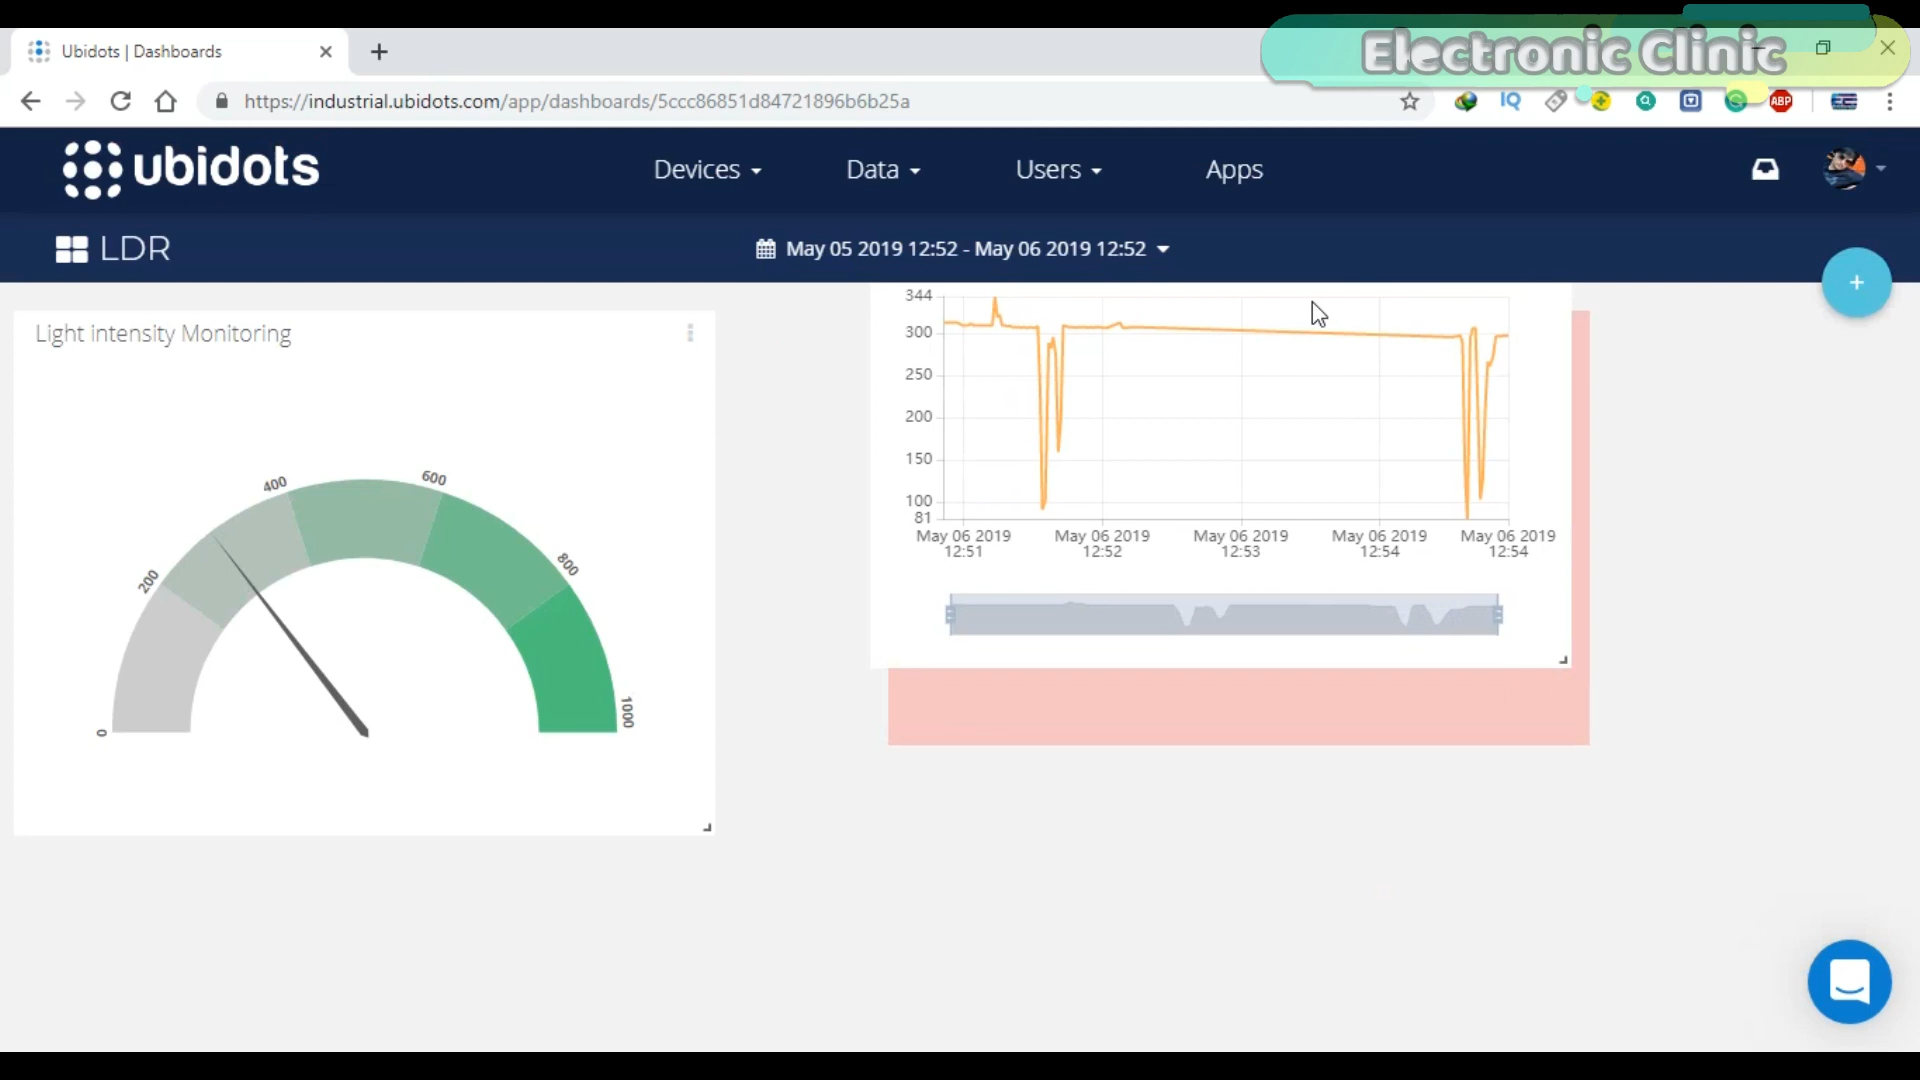 Electronic Clinic
Ubidots | Dashboards
https://industrial.ubidots.com/app/dashboards/5ccc86851d84721896b6b25a
IQ
ABP
ubidots
Devices
Data
Users
Apps
LDR
May 05 2019 12:52 - May 06 2019 12:52
+
Light intensity Monitoring
0
200
400
600
800
1000
344
300
250
200
150
100
81
May 06 2019
12:51
May 06 2019
12:52
May 06 2019
12:53
May 06 2019
12:54
May 06 2019
12:54